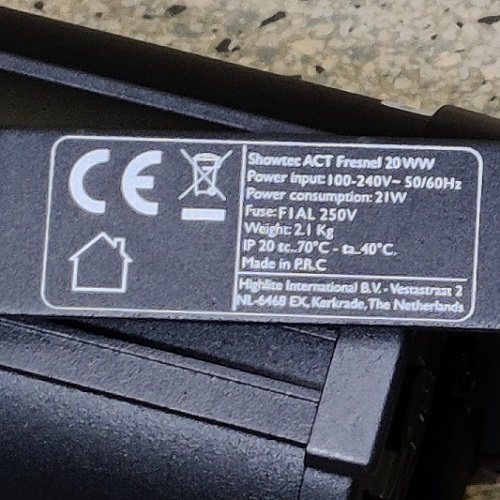 CE
Showtec ACT Fresnel 20 WW
Power Input: 100-240V~ 50/60Hz
Power consumption: 21W
Fuse: F1AL 250V
Weight: 2.1 Kg
IP 20 tc..70°C - ta..40°C.
Made in P.R.C
Highlite International B.V. - Vestastraat 2
NL-6468 EX, Kerkrade, The Netherlands